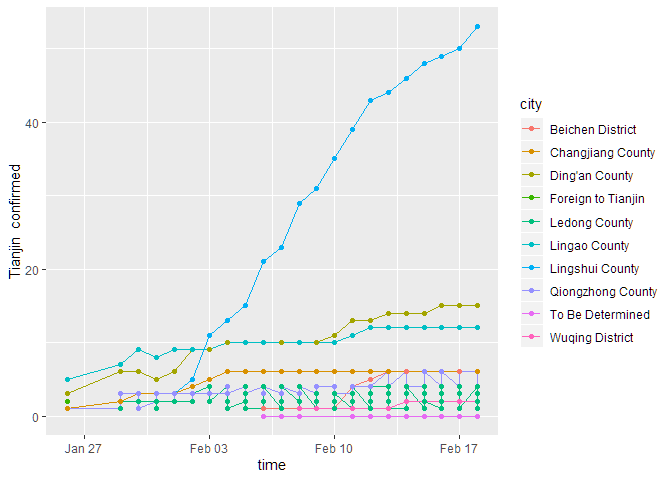 Tianjin confirmed
40
20
0
Jan 27
Feb 03
Feb 10
Feb 17
time
city
Beichen District
Changjiang County
Ding'an County
Foreign to Tianjin
Ledong County
Lingao County
Lingshui County
Qiongzhong County
To Be Determined
Wuqing District